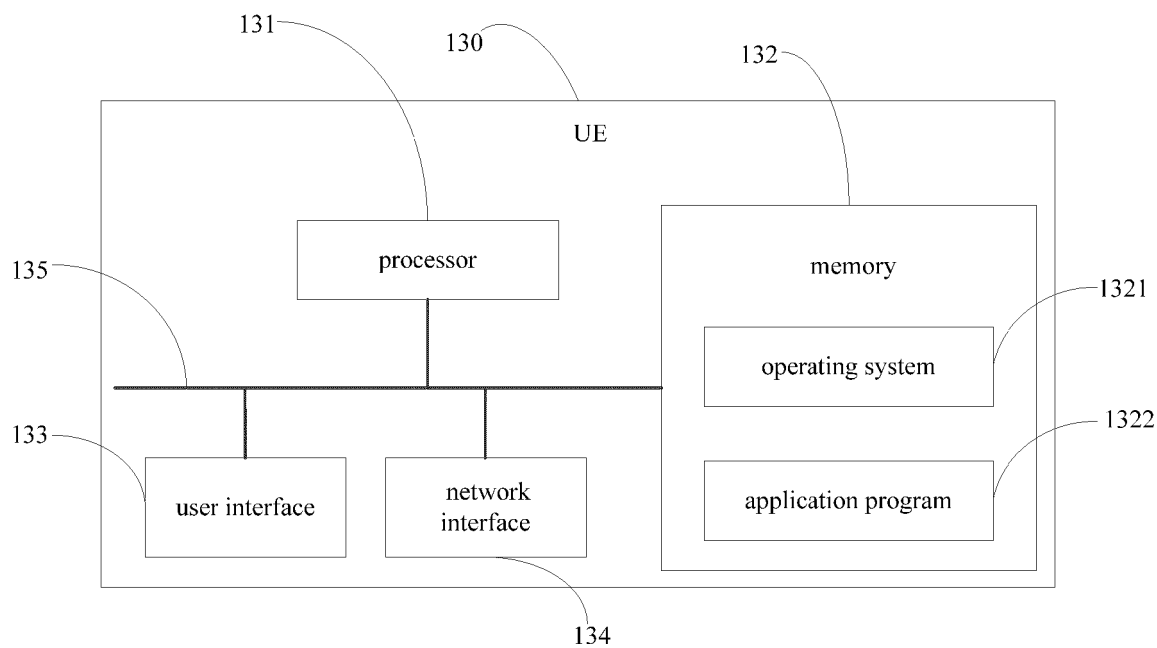 131
130
132
UE
processor
135
memory
1321
operating system
1322
133
user interface
network
interface
application program
134